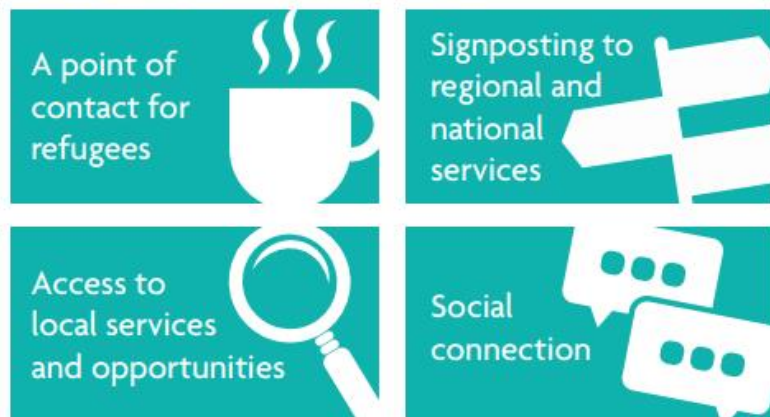 A point of
contact for
refugees
Signposting to
regional and
national
services
Access to
local services
and opportunities
Social
connection